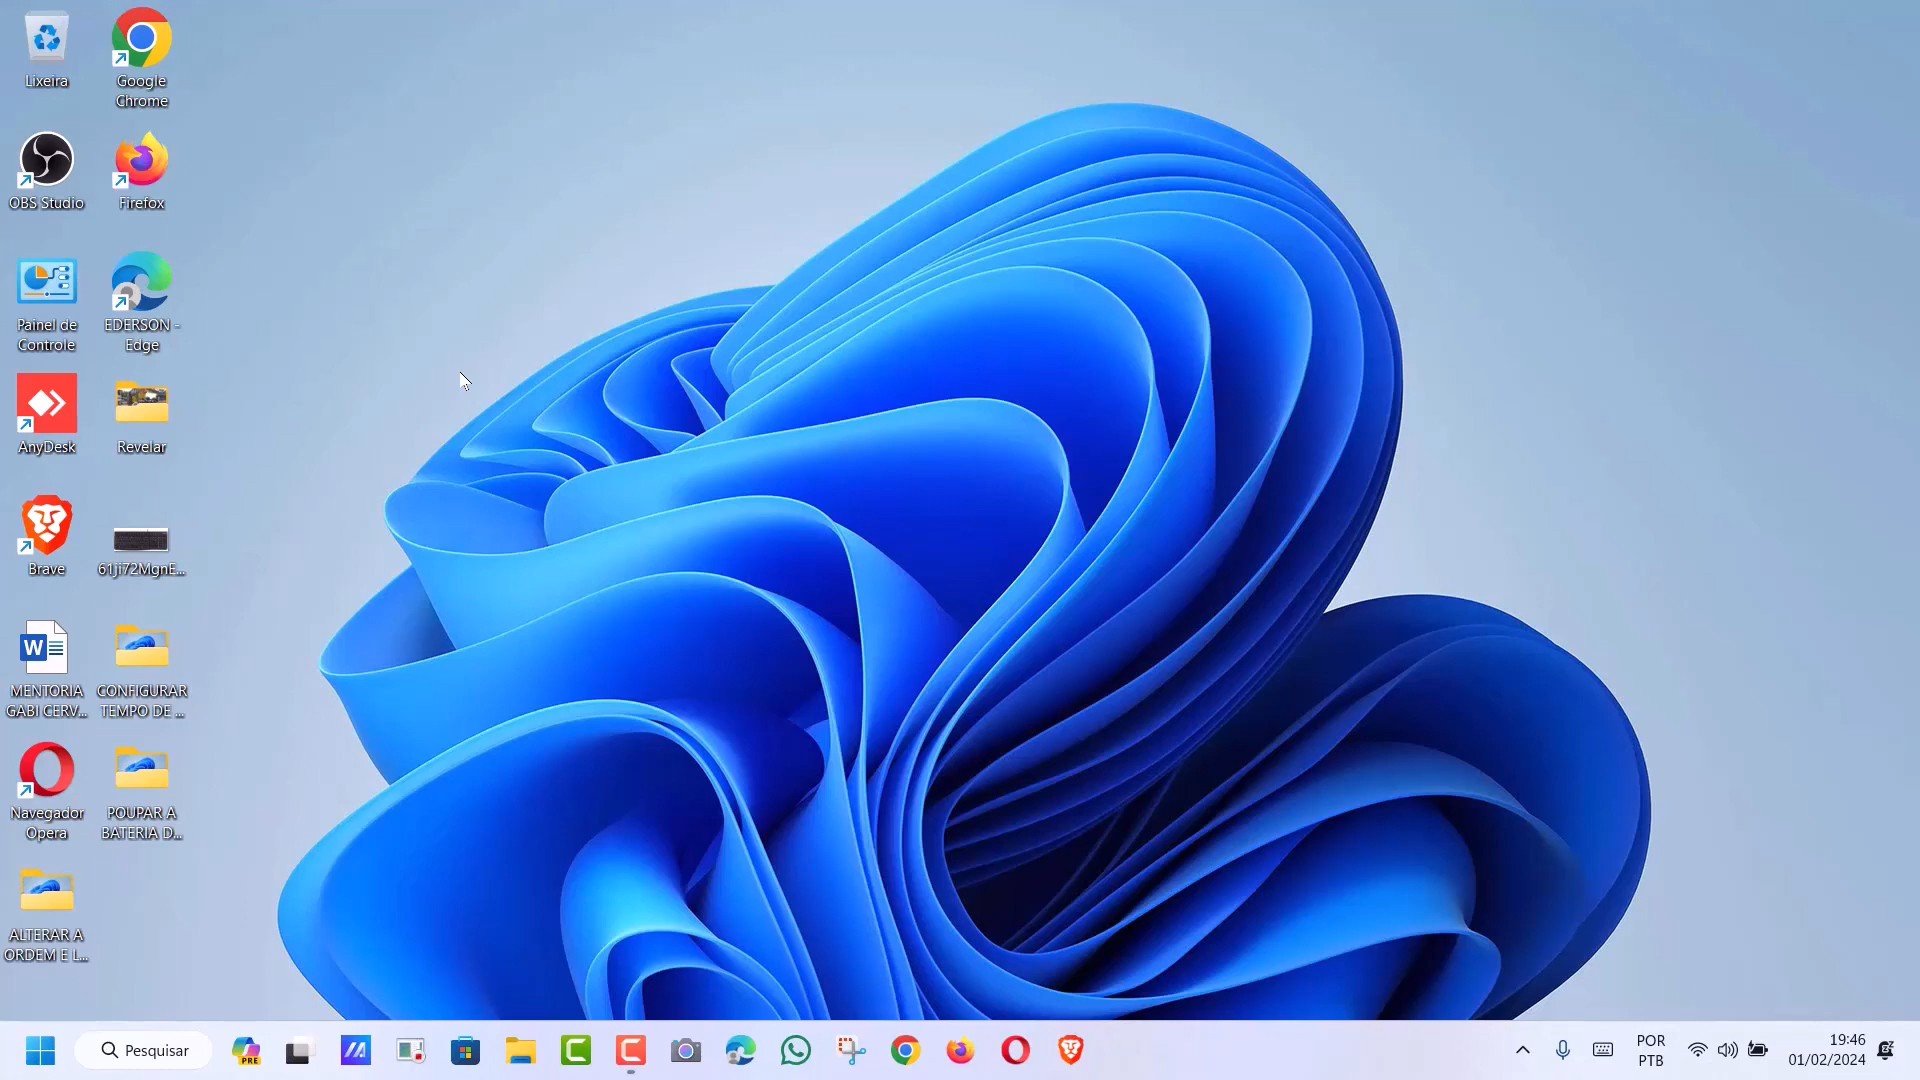 Lixeira
Google
Chrome
OBS Studio
Firefox
Painel de
Controle
EDERSON -
Edge
AnyDesk
Revelar
Brave
61ji72MgnE...
MENTORIA
GABI CERV...
CONFIGURAR
TEMPO DE ...
Navegador
Opera
POUPAR A
BATERIA D...
ALTERAR A
ORDEM E L...
Pesquisar
PRE
POR
PTB
19:46
01/02/2024